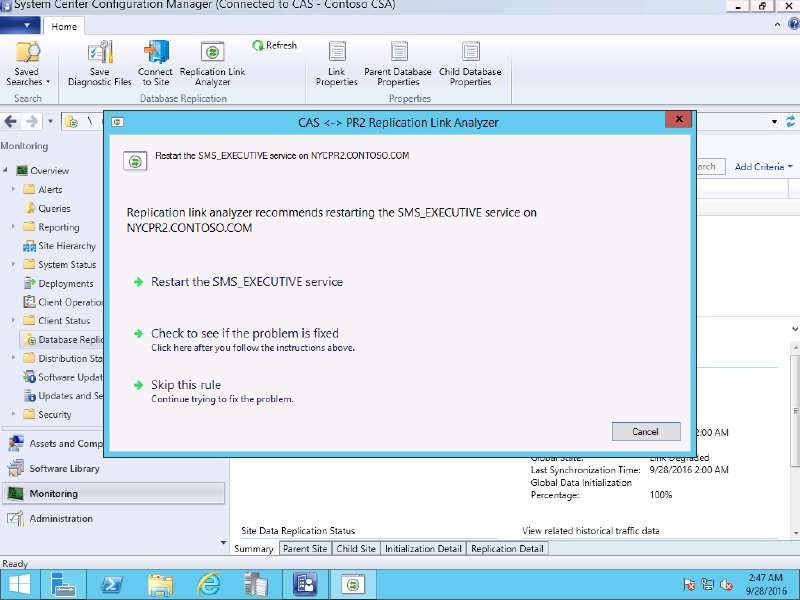 System Center Configuration Manager (Connected to CAS - Contoso CSA)
Home
Saved
Searches
Save
Diagnostic Files
Connect
to Site
Replication Link
Analyzer
Refresh
Link
Properties
Parent Database
Properties
Child Database
Properties
Search
Database Replication
Properties
\
CAS <-> PR2 Replication Link Analyzer
x
Monitoring
Overview
Alerts
Queries
Reporting
Site Hierarchy
System Status
Deployments
Client Operatio
Client Status
Database Replic
Distribution Sta
Software Updat
Updates and Se
Security
Assets and Comp
Software Library
Monitoring
Administration
arch
Add Criteria
Restart the SMS_EXECUTIVE service on NYCPR2.CONTOSO.COM
Replication link analyzer recommends restarting the SMS_EXECUTIVE service on
NYCPR2.CONTOSO.COM
Restart the SMS_EXECUTIVE service
Check to see if the problem is fixed
Click here after you follow the instructions above.
Skip this rule
Continue trying to fix the problem.
Cancel
2:00 AM
Global State: Link Degraded
Last Synchronization Time: 9/28/2016 2:00 AM
Global Data Initialization
Percentage: 100%
Site Data Replication Status
View related historical traffic data
Summary Parent Site Child Site Initialization Detail Replication Detail
Ready
2:47 AM
9/28/2016